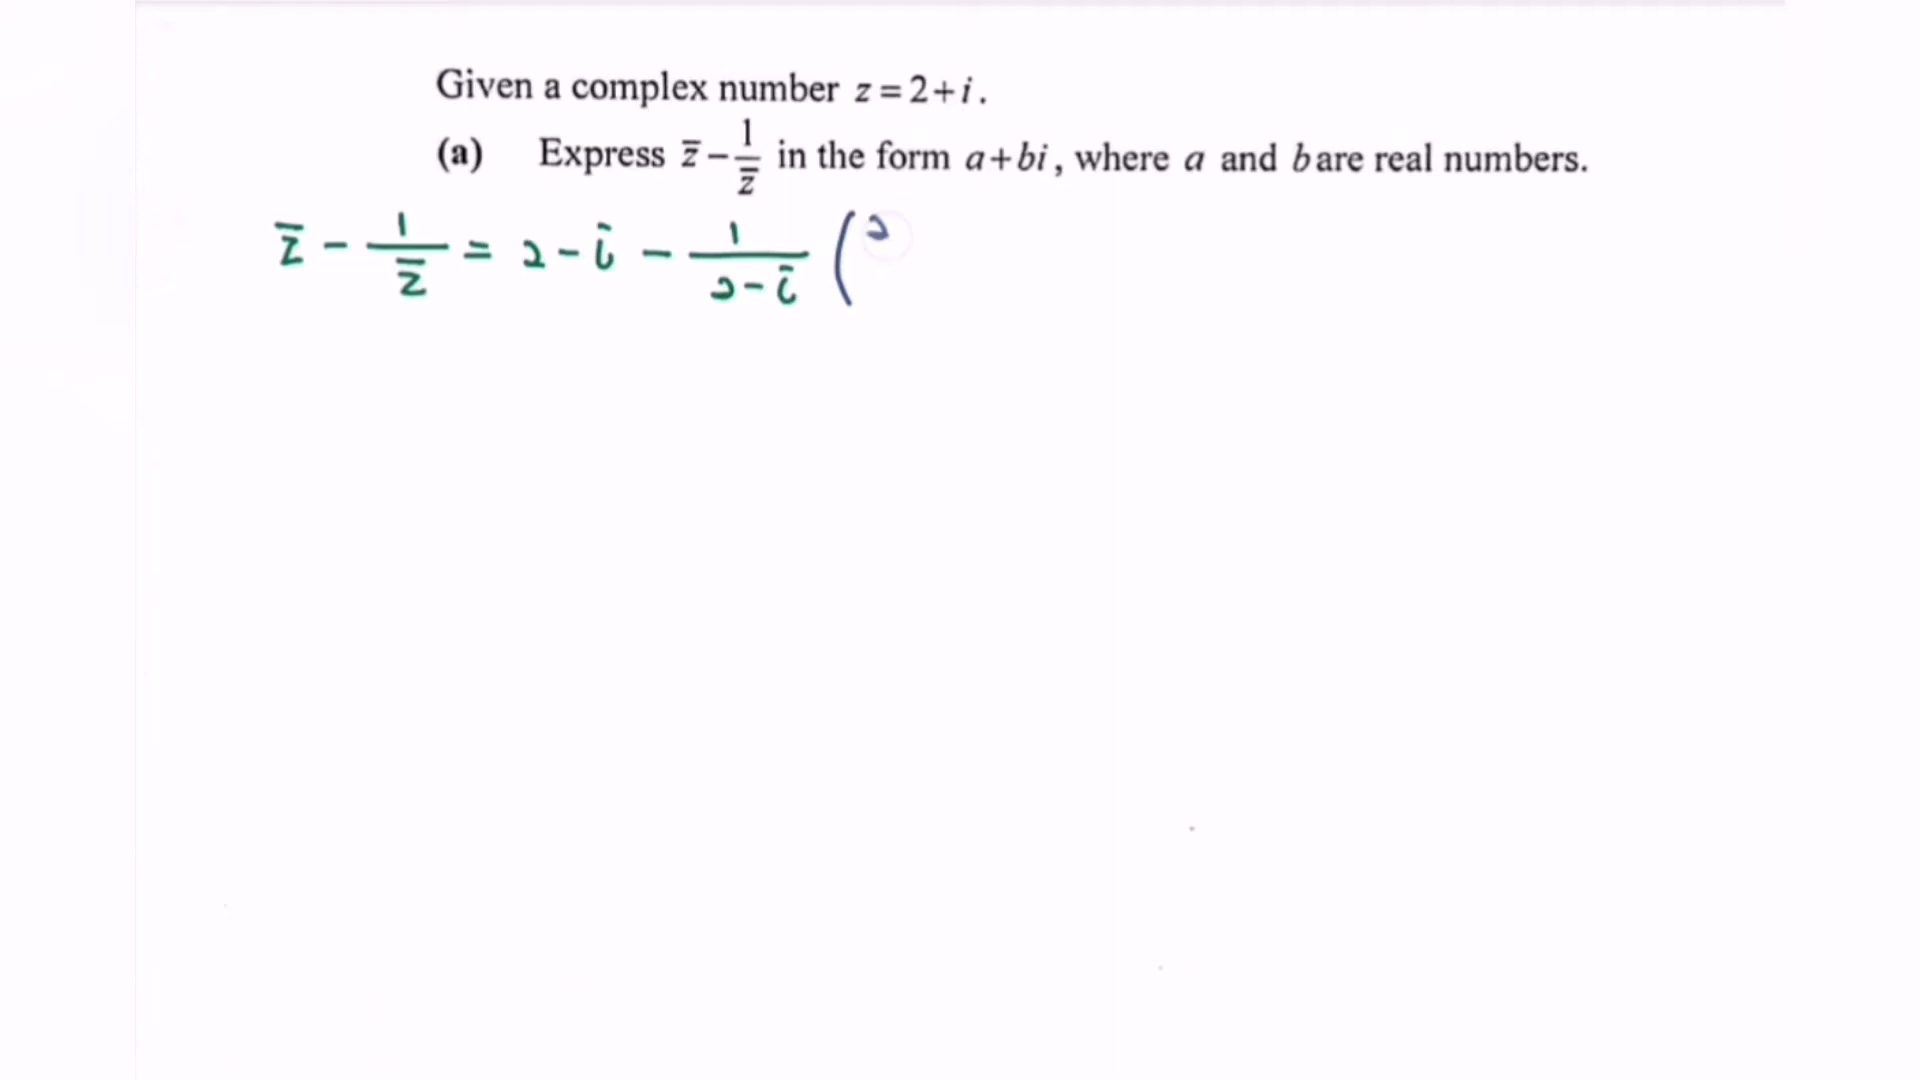 Given a complex number z = 2 + i.
(a) Express z̅ − 1/z̅ in the form a + bi, where a and b are real numbers.
z̅ − 1/z̅ = 2 − i − 1/(2 − i) (2